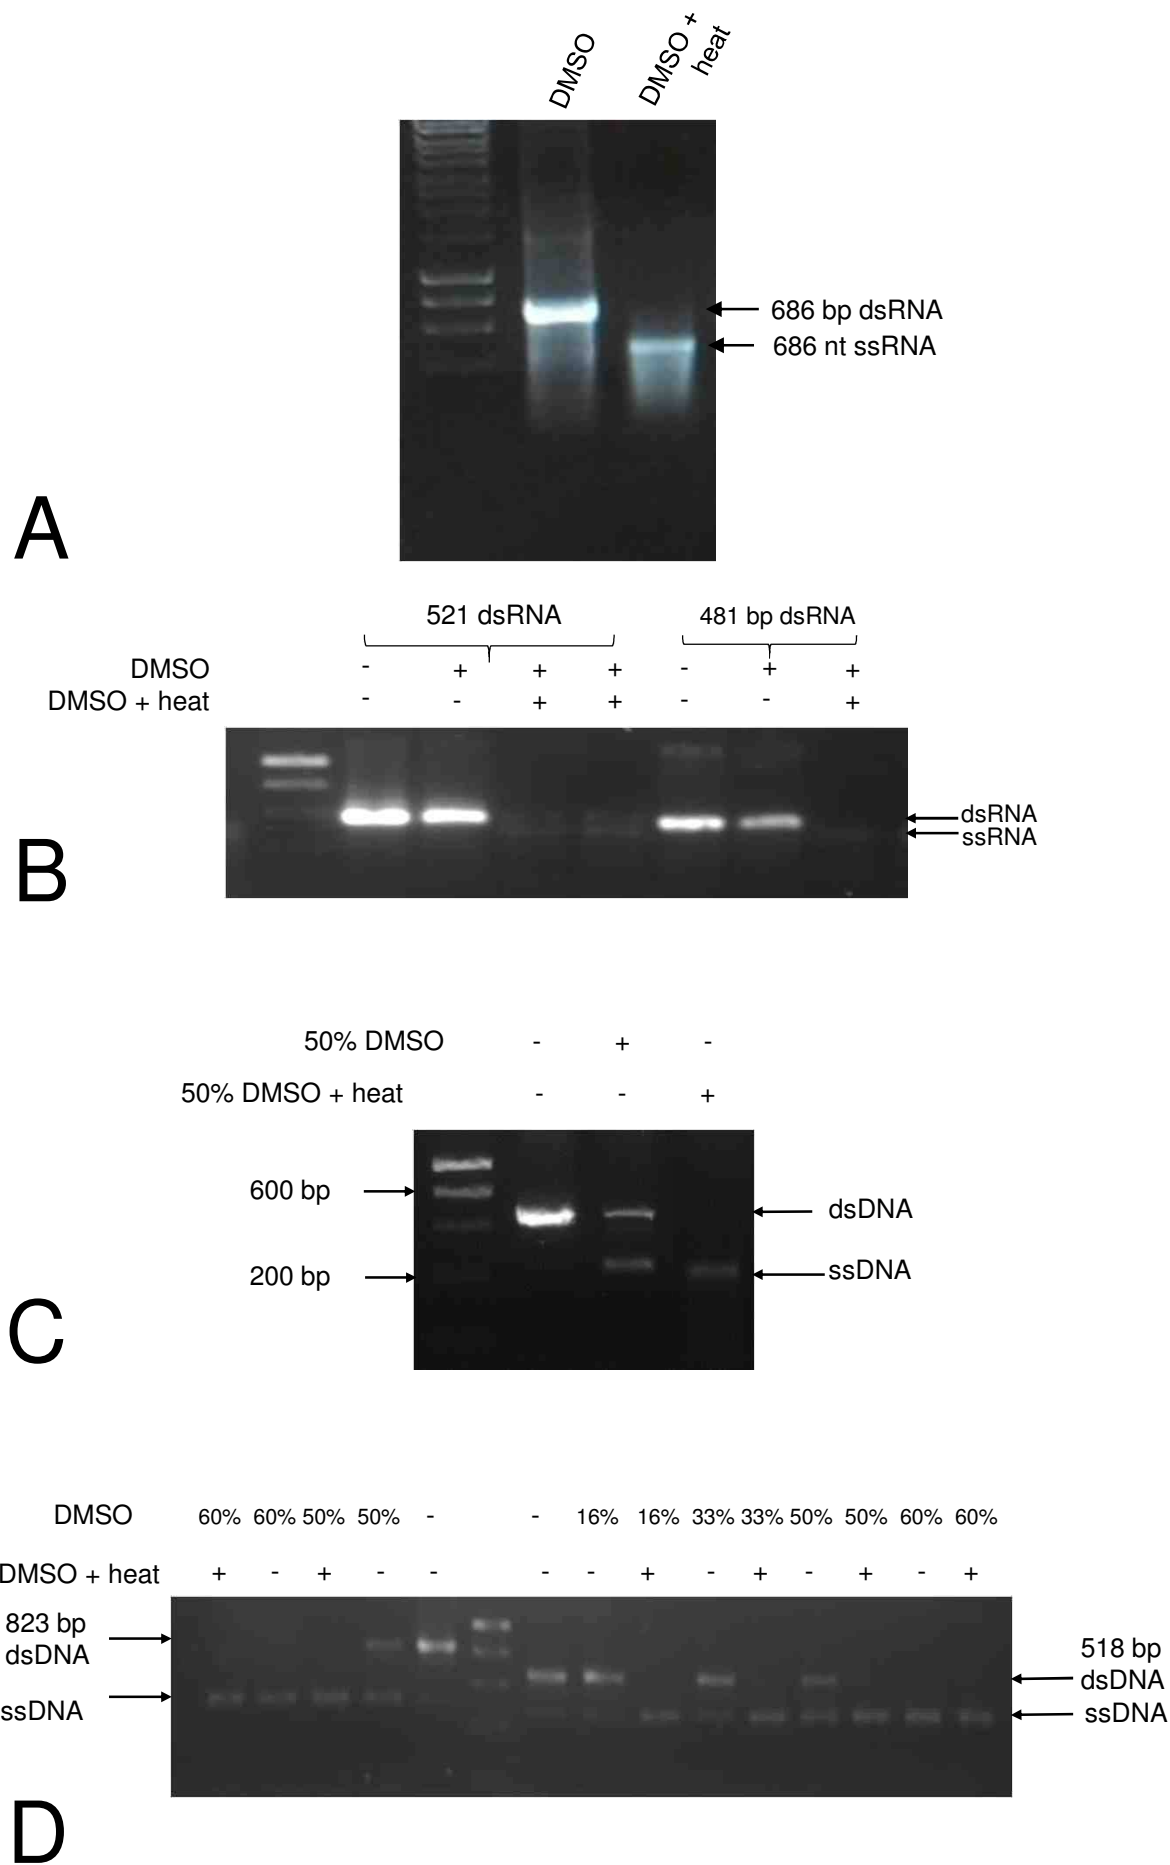 DMSO
DMSO +
heat
686 bp dsRNA
686 nt ssRNA
A
521 dsRNA
481 bp dsRNA
DMSO - + + + - + +
DMSO + heat - - + + - - +
dsRNA
ssRNA
B
50% DMSO - + -
50% DMSO + heat - - +
600 bp
dsDNA
200 bp
ssDNA
C
DMSO 60% 60% 50% 50% - - 16% 16% 33% 33% 50% 50% 60% 60%
DMSO + heat + - + - - - - + - + - + - +
823 bp
dsDNA
ssDNA
518 bp
dsDNA
ssDNA
D